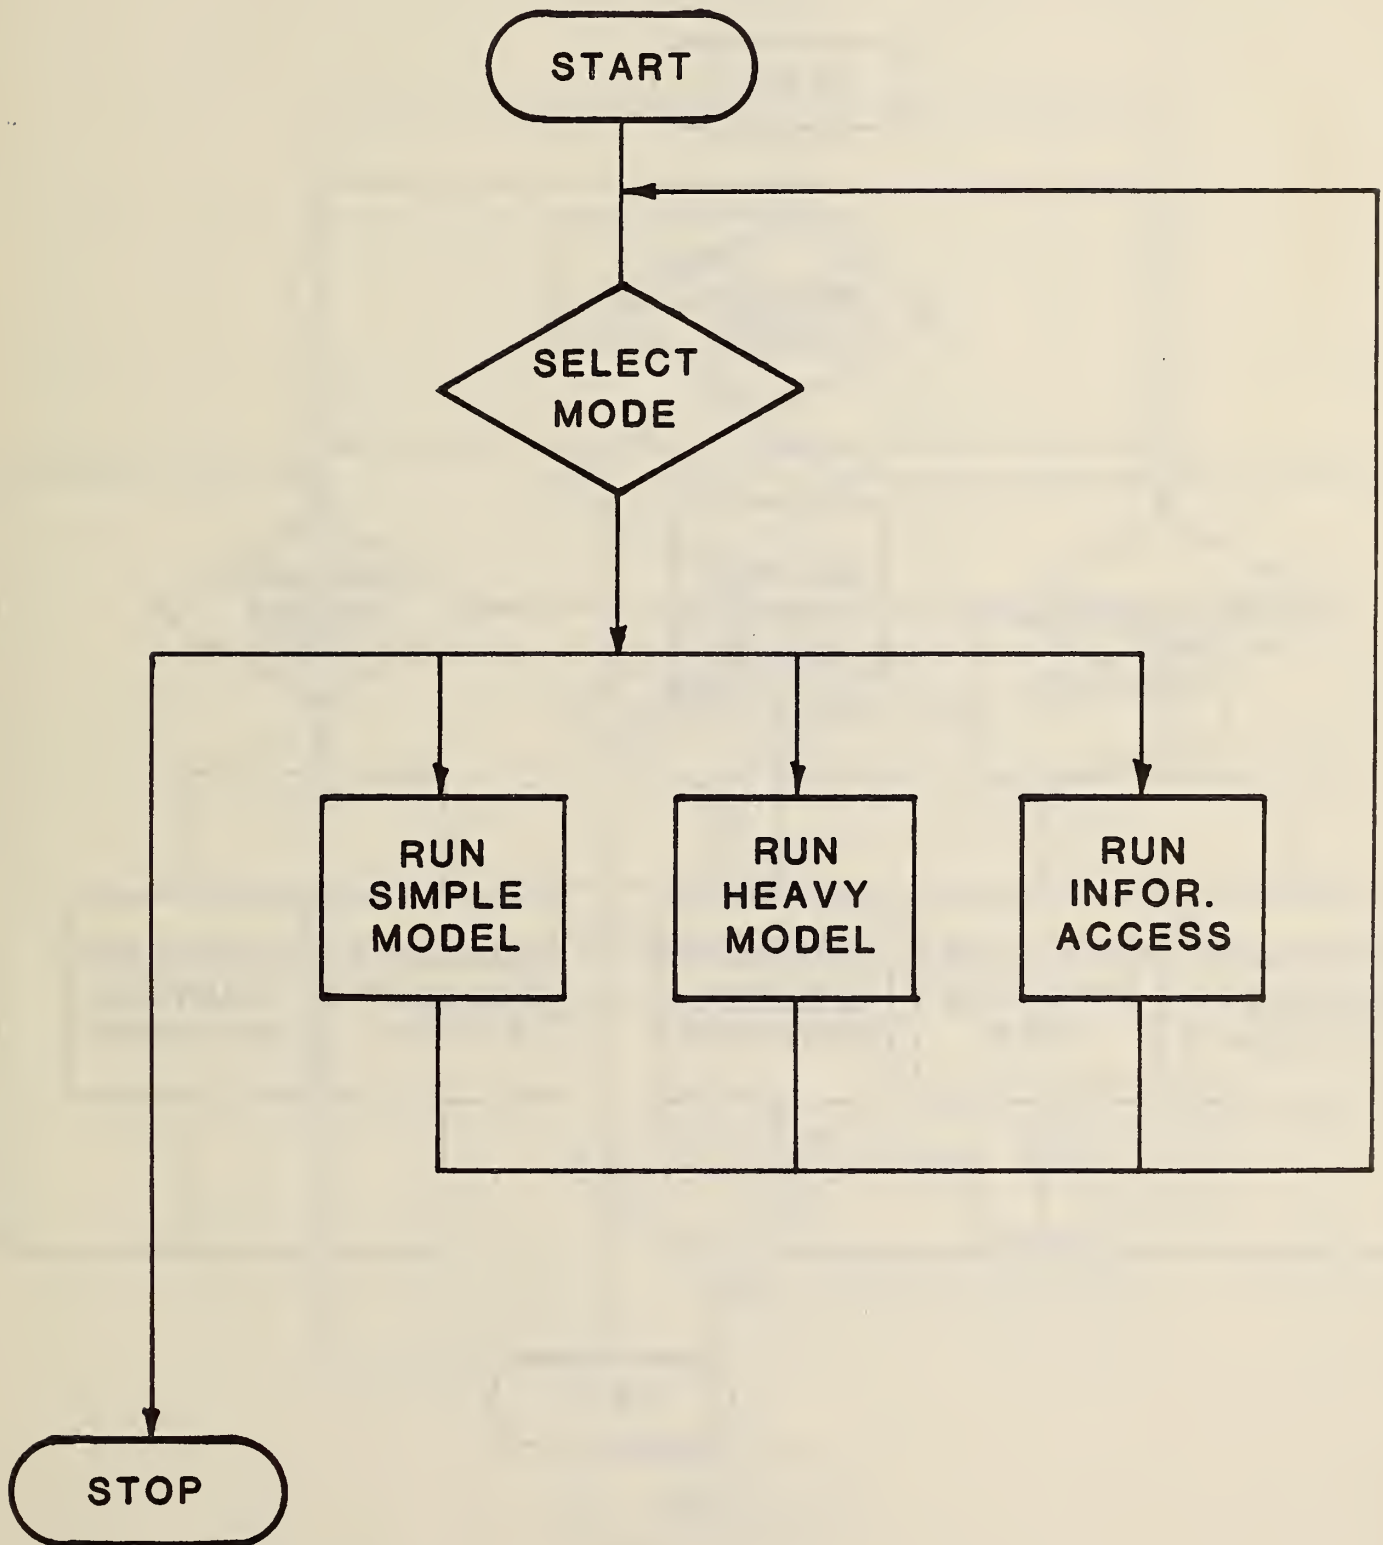 START
SELECT
MODE
RUN
SIMPLE
MODEL
RUN
HEAVY
MODEL
RUN
INFOR.
ACCESS
STOP